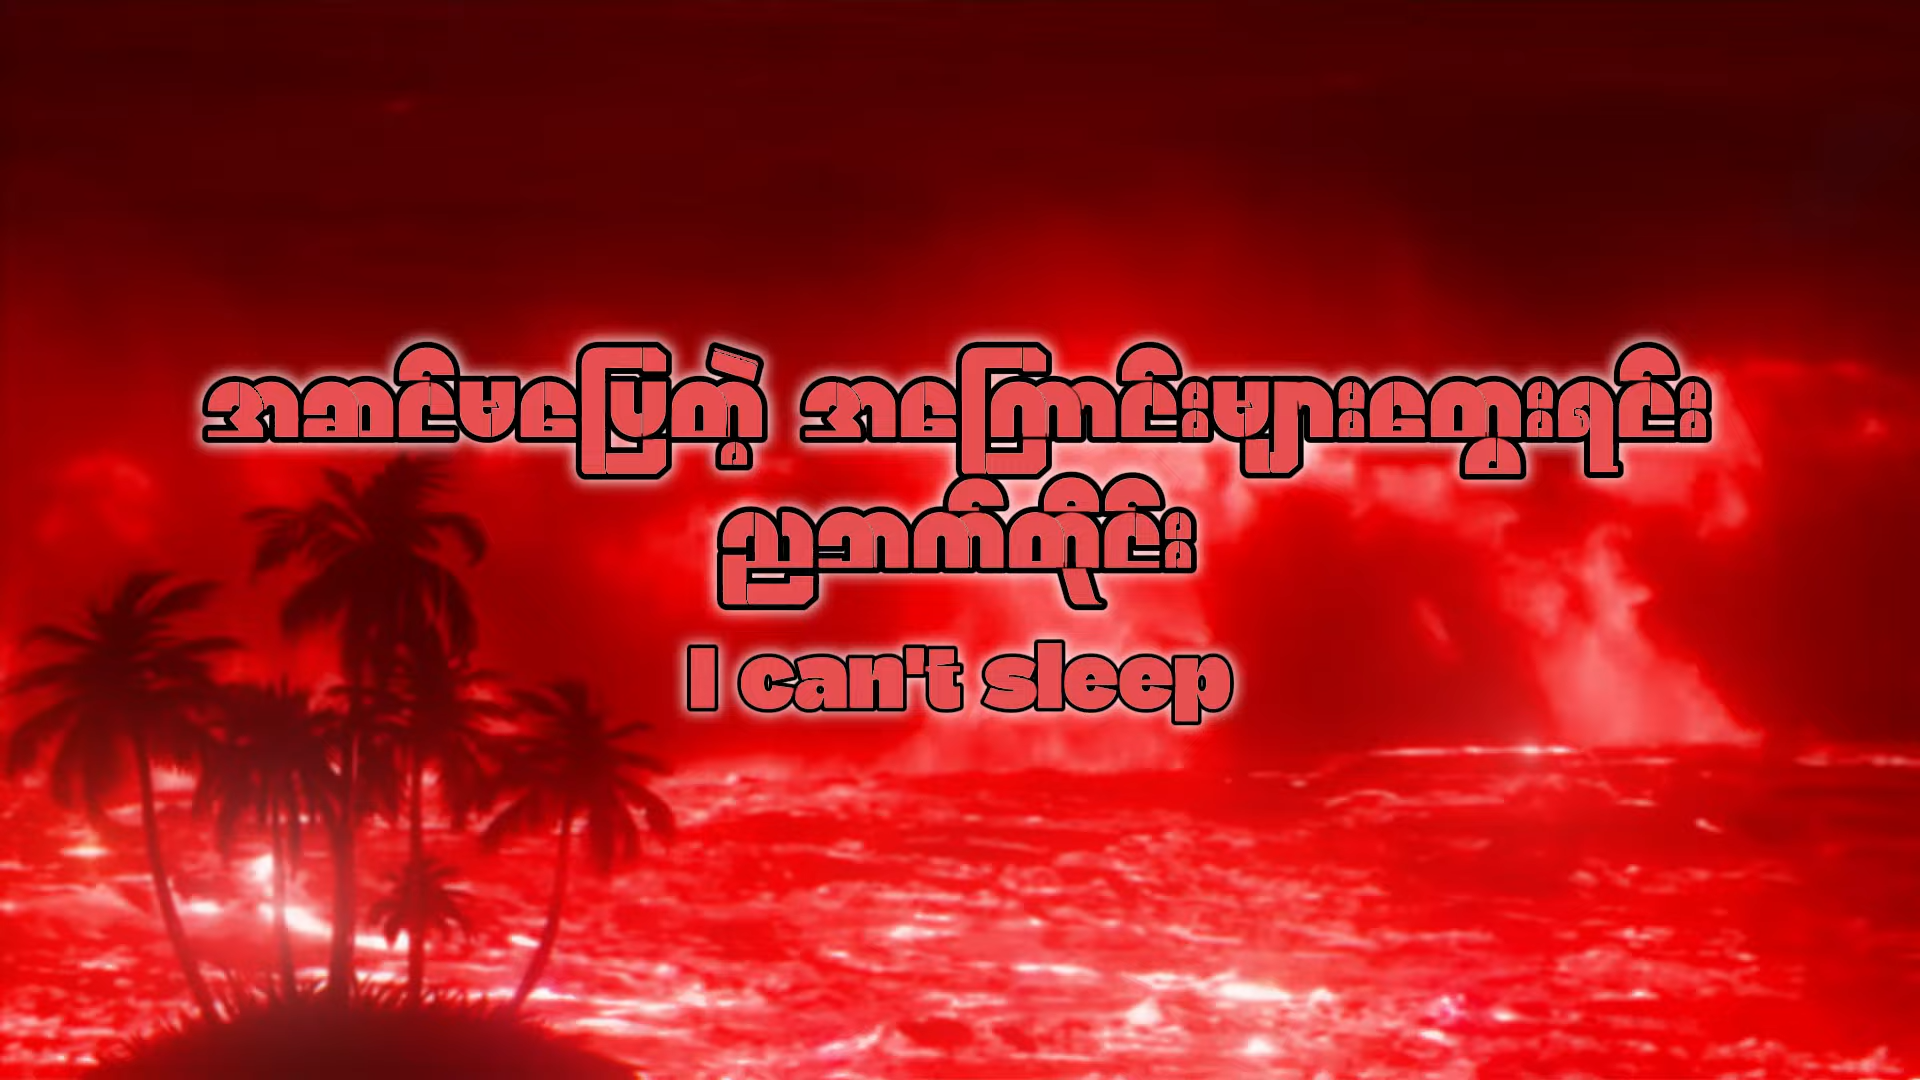 အဆင်မပြေတဲ့ အကြောင်းများတွေးရင်း
ညဘက်တိုင်း
I can't sleep